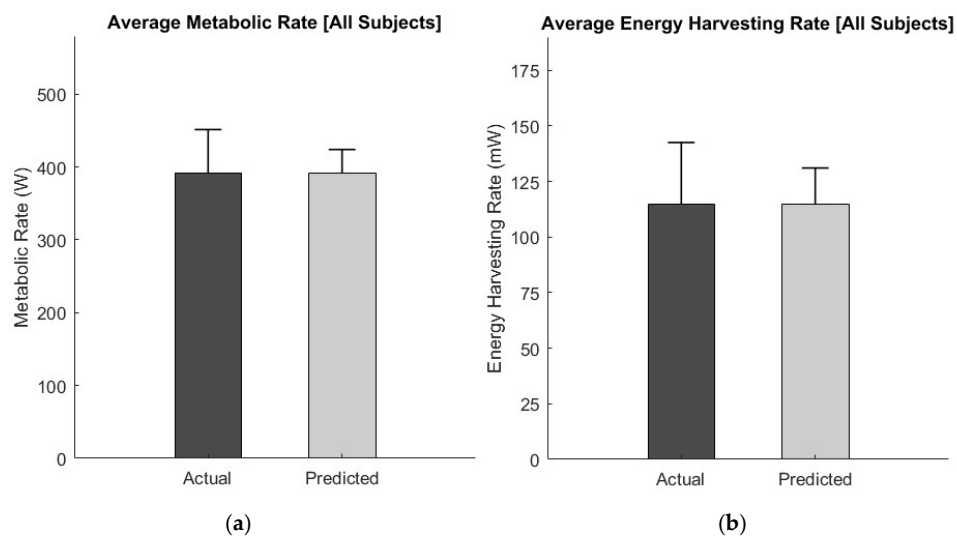 Average Metabolic Rate [All Subjects]
Metabolic Rate (W)
500
400
300
200
100
0
Actual
Predicted
(a)
Average Energy Harvesting Rate [All Subjects]
Energy Harvesting Rate (mW)
175
150
125
100
75
50
25
0
Actual
Predicted
(b)